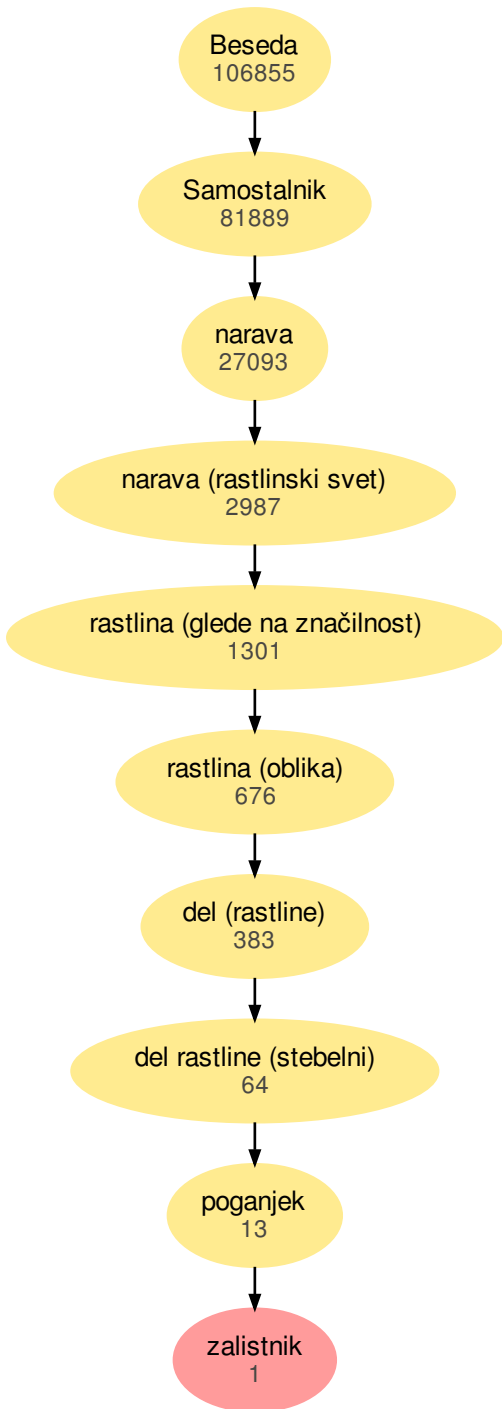 Beseda
106855
Samostalnik
81889
narava
27093
narava (rastlinski svet)
2987
rastlina (glede na značilnost)
1301
rastlina (oblika)
676
del (rastline)
383
del rastline (stebelni)
64
poganjek
13
zalistnik
1